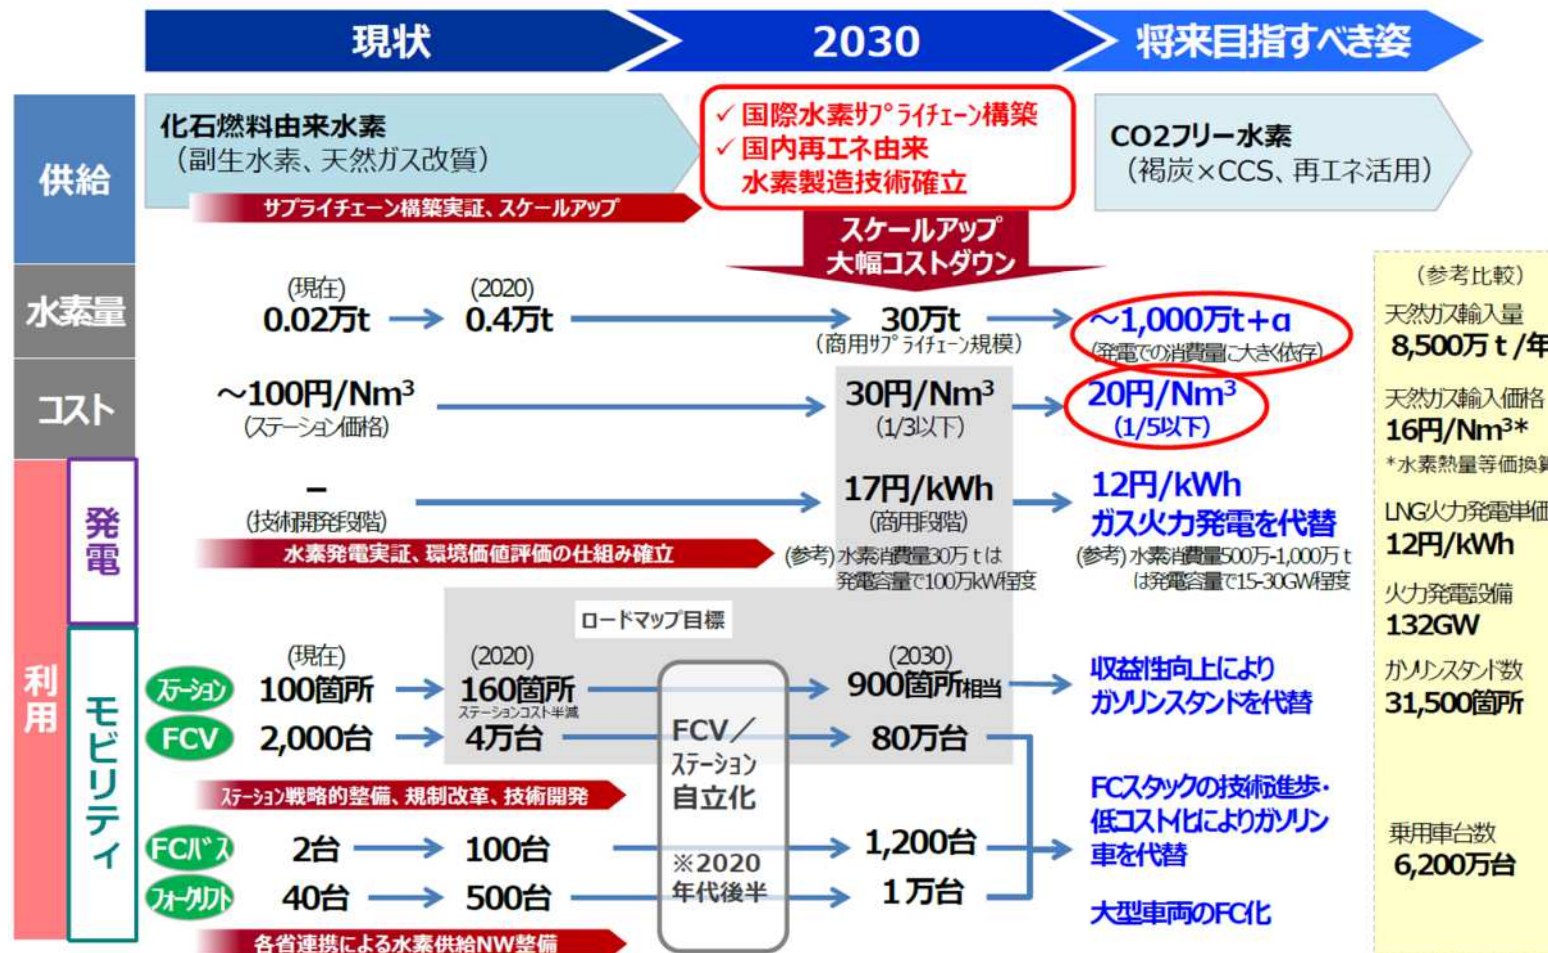 現状
2030
将来目指すべき姿
供給
化石燃料由来水素
（副生水素、天然ガス改質）
サプライチェーン構築実証、スケールアップ
✓ 国際水素サプライチェーン構築
✓ 国内再エネ由来
水素製造技術確立
CO2フリー水素
（褐炭×CCS、再エネ活用）
スケールアップ
大幅コストダウン
水素量
(現在)
0.02万t
(2020)
0.4万t
30万t
(商用サプライチェーン規模)
～1,000万t+α
(発電での消費量に大きく依存)
コスト
～100円/Nm³
(ステーション価格)
30円/Nm³
(1/3以下)
20円/Nm³
(1/5以下)
利用
発電
－
(技術開発段階)
17円/kWh
(商用段階)
12円/kWh
ガス火力発電を代替
水素発電実証、環境価値評価の仕組み確立
(参考) 水素消費量30万ｔは
発電容量で100万kW程度
(参考) 水素消費量500万-1,000万ｔ
は発電容量で15-30GW程度
ロードマップ目標
モビリティ
(現在)
(2020)
(2030)
ステーション
100箇所
160箇所
ステーションコスト半減
900箇所相当
収益性向上により
ガソリンスタンドを代替
FCV
2,000台
4万台
80万台
FCV／
ステーション
自立化
※2020
年代後半
ステーション戦略的整備、規制改革、技術開発
FCスタックの技術進歩・
低コスト化によりガソリン
車を代替
FCバス
2台
100台
1,200台
フォークリフト
40台
500台
1万台
大型車両のFC化
各省連携による水素供給NW整備
（参考比較）
天然ガス輸入量
8,500万ｔ/年
天然ガス輸入価格
16円/Nm³*
*水素熱量等価換算
LNG火力発電単価
12円/kWh
火力発電設備
132GW
ガソリンスタンド数
31,500箇所
乗用車台数
6,200万台